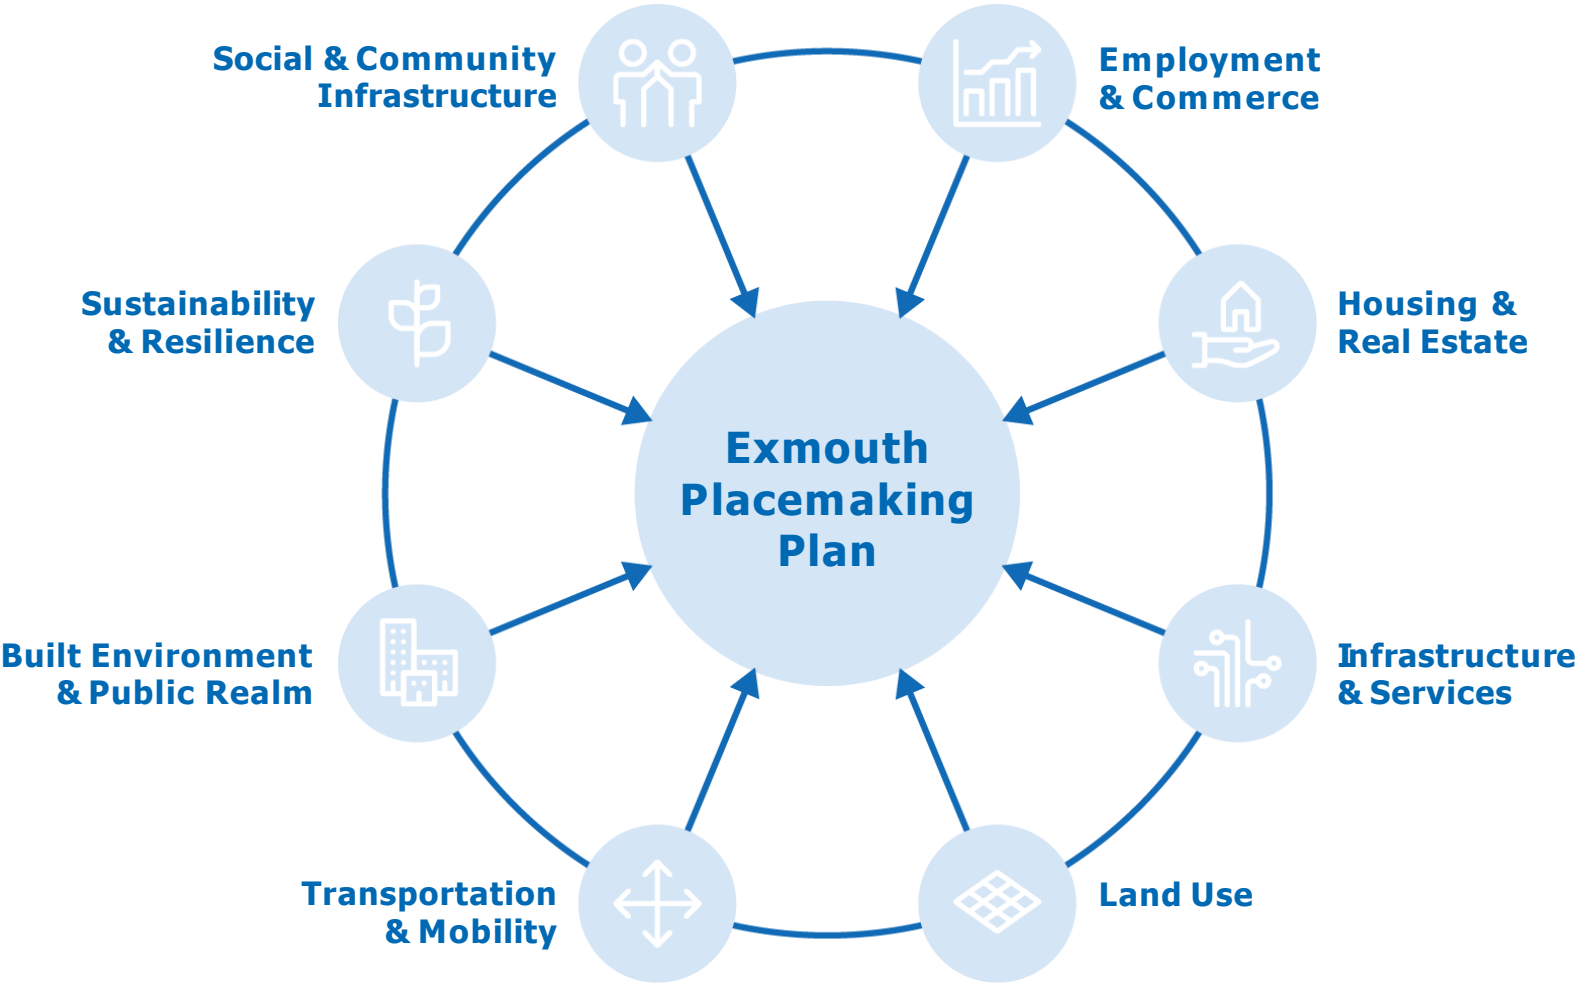 Social & Community
Infrastructure
Employment
& Commerce
Sustainability
& Resilience
Housing &
Real Estate
Exmouth
Placemaking
Plan
Built Environment
& Public Realm
Infrastructure
& Services
Transportation
& Mobility
Land Use